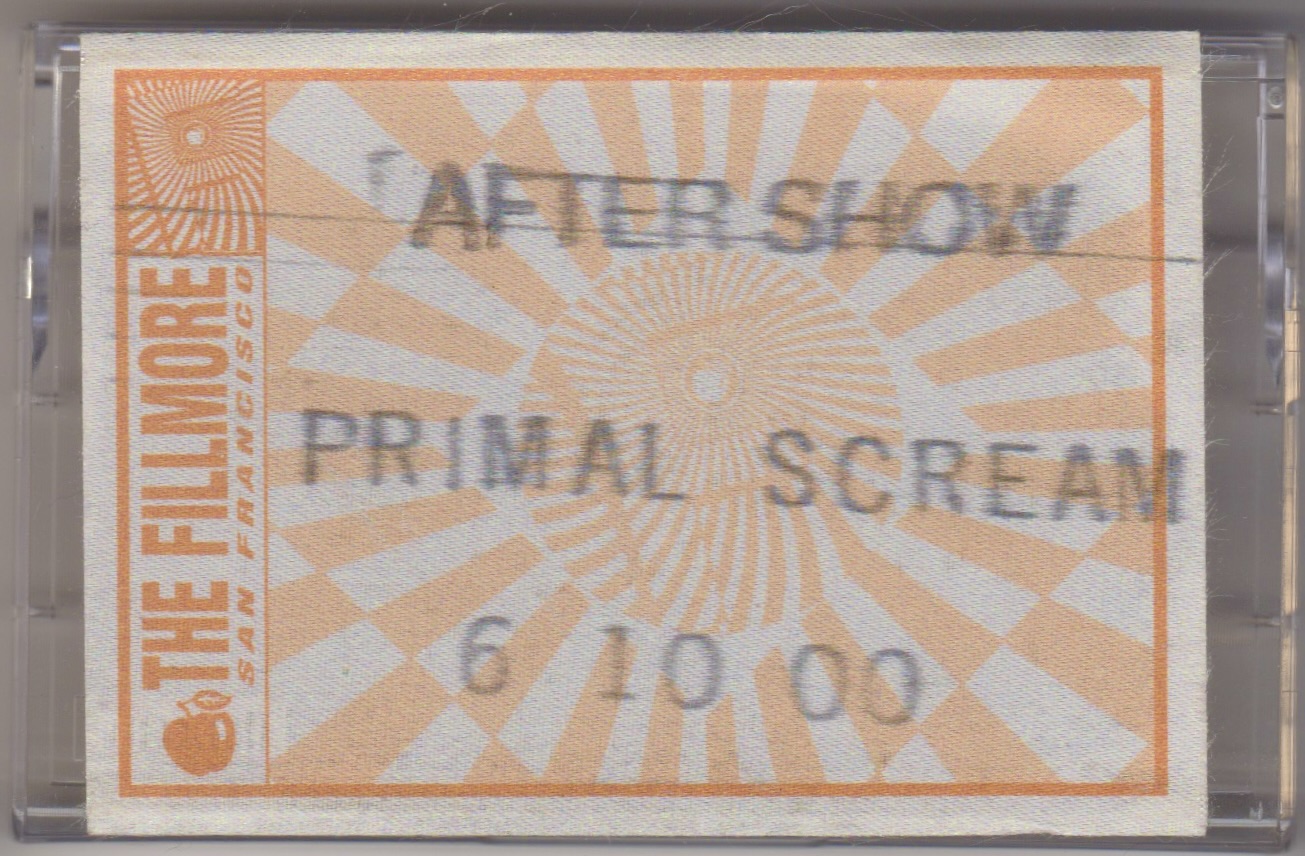 AFTER SHOW
PRIMAL SCREAM
6 10 00
THE FILLMORE
SAN FRANCISCO